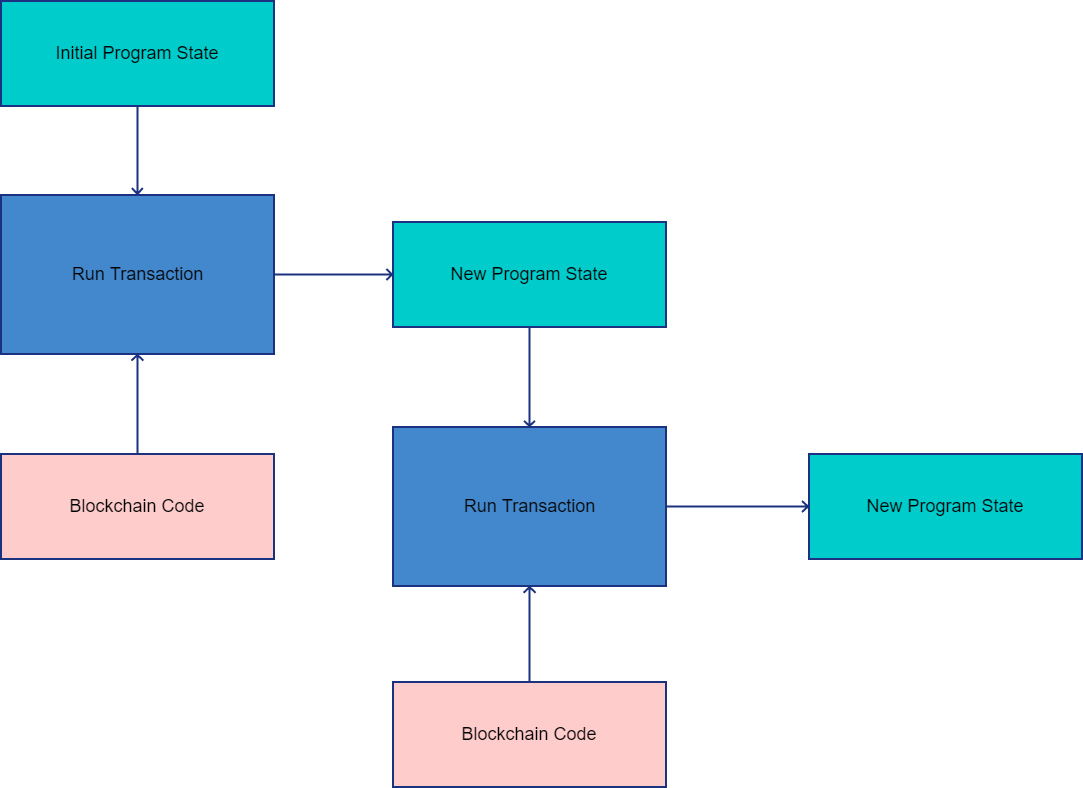 Initial Program State
Run Transaction
New Program State
Blockchain Code
Run Transaction
New Program State
Blockchain Code